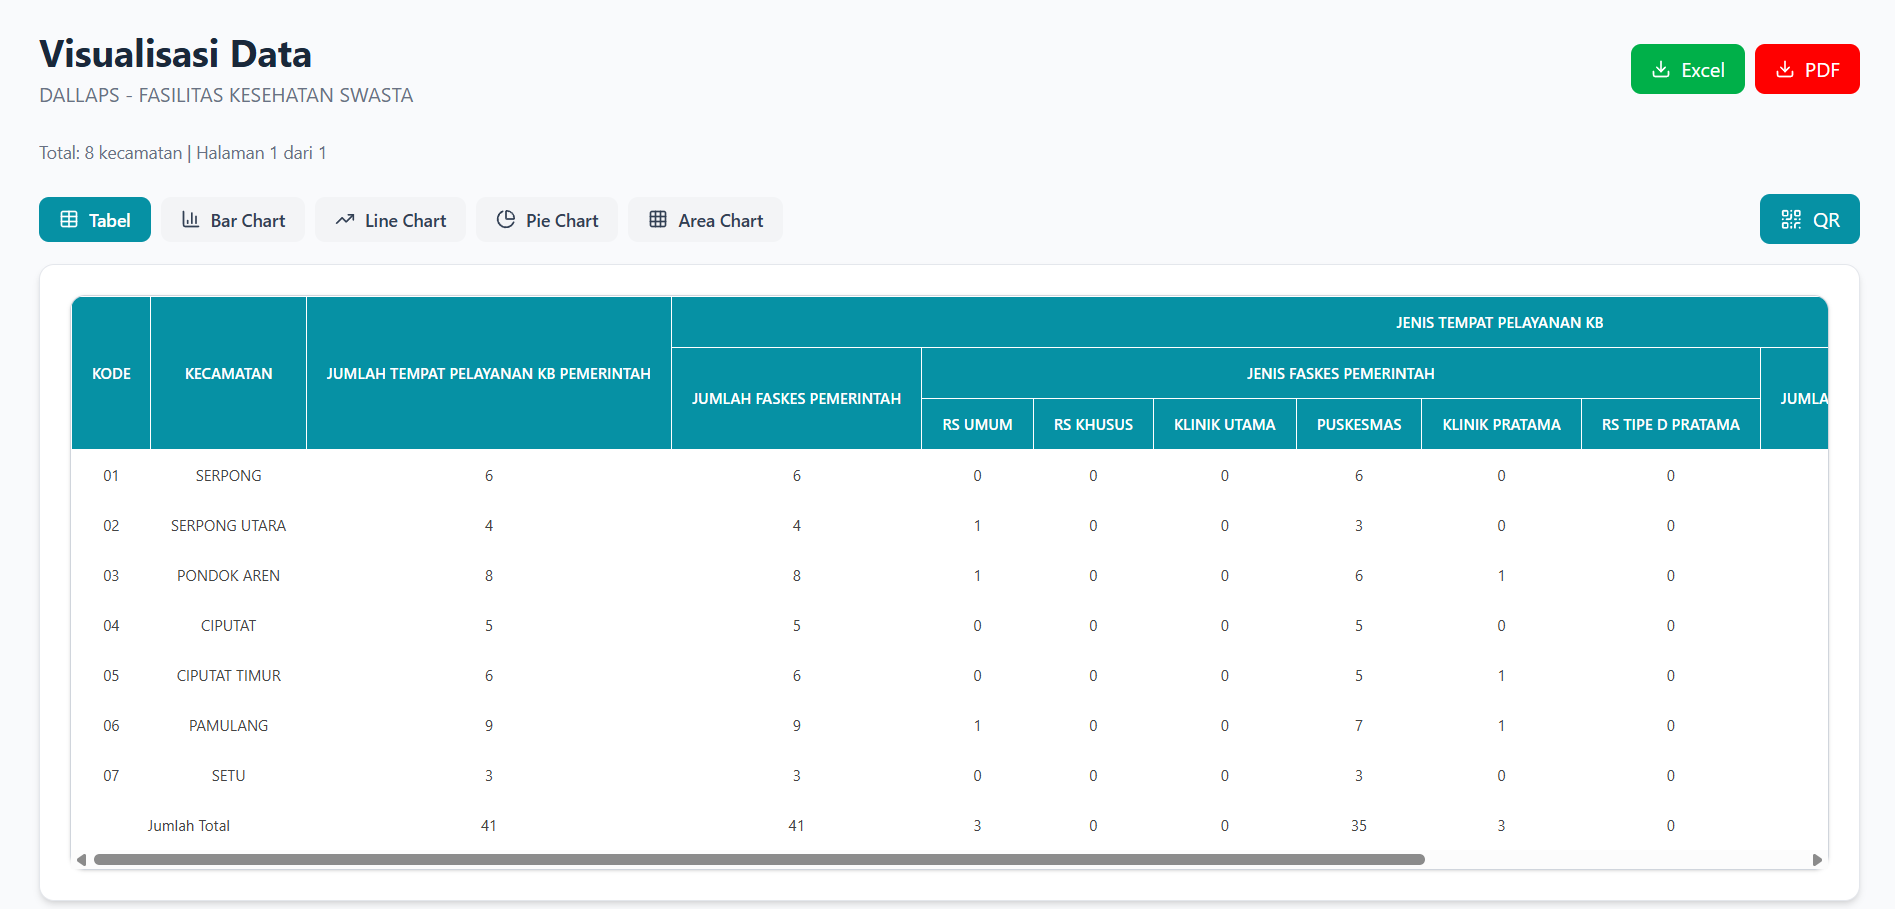 Visualisasi Data
DALLAPS - FASILITAS KESEHATAN SWASTA
Excel
PDF
Total: 8 kecamatan | Halaman 1 dari 1
Tabel
Bar Chart
Line Chart
Pie Chart
Area Chart
QR
JENIS TEMPAT PELAYANAN KB
KODE
KECAMATAN
JUMLAH TEMPAT PELAYANAN KB PEMERINTAH
JENIS FASKES PEMERINTAH
JUMLAH FASKES PEMERINTAH
JUMLA
RS UMUM
RS KHUSUS
KLINIK UTAMA
PUSKESMAS
KLINIK PRATAMA
RS TIPE D PRATAMA
01 SERPONG 6 6 0 0 0 6 0 0
02 SERPONG UTARA 4 4 1 0 0 3 0 0
03 PONDOK AREN 8 8 1 0 0 6 1 0
04 CIPUTAT 5 5 0 0 0 5 0 0
05 CIPUTAT TIMUR 6 6 0 0 0 5 1 0
06 PAMULANG 9 9 1 0 0 7 1 0
07 SETU 3 3 0 0 0 3 0 0
Jumlah Total 41 41 3 0 0 35 3 0